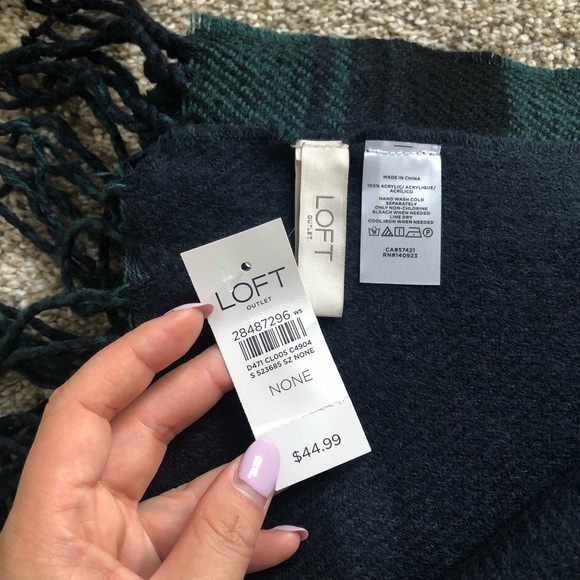 LOFT
OUTLET
28487296 W5
D471 CL005 C4904
S 523685 SZ NONE
NONE
$44.99
LOFT
OUTLET
MADE IN CHINA
100% ACRYLIC/ ACRYLIQUE/
ACRILICO
HAND WASH COLD
SEPARATELY
ONLY NON-CHLORINE
BLEACH WHEN NEEDED
LINE DRY
COOL IRON WHEN NEEDED
CA#57421
RN#140923